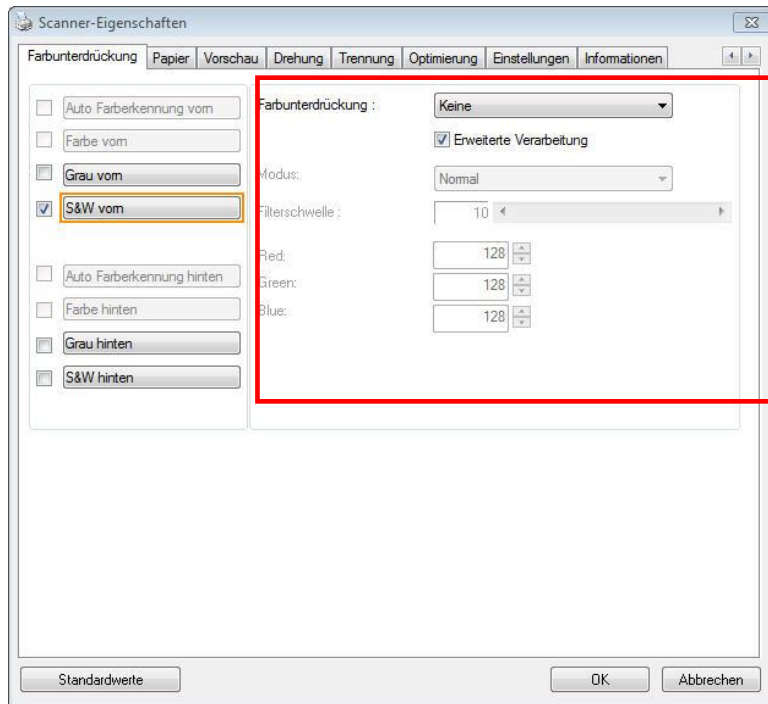 Scanner-Eigenschaften
Farbunterdrückung Papier Vorschau Drehung Trennung Optimierung Einstellungen Informationen
Auto Farberkennung vorn
Farbe vorn
Grau vorn
S&W vorn
Auto Farberkennung hinten
Farbe hinten
Grau hinten
S&W hinten
Farbunterdrückung : Keine
Erweiterte Verarbeitung
Modus: Normal
Filterschwelle : 10
Red: 128
Green: 128
Blue: 128
Standardwerte OK Abbrechen